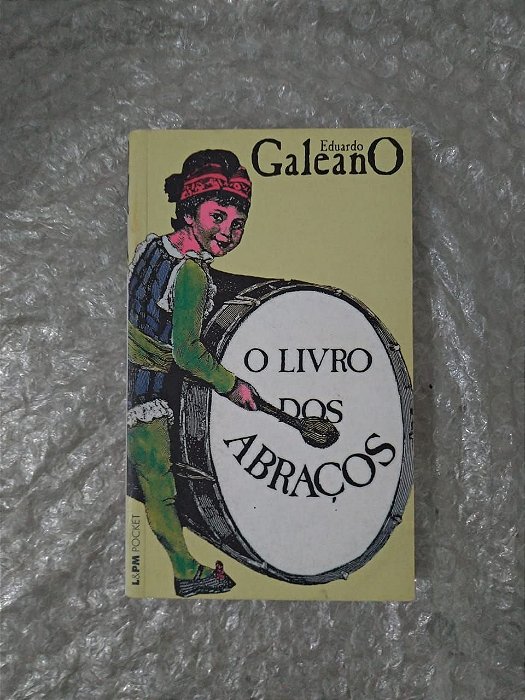 Eduardo
GaleanO
O LIVRO
DOS
ABRAÇOS
L&PM POCKET